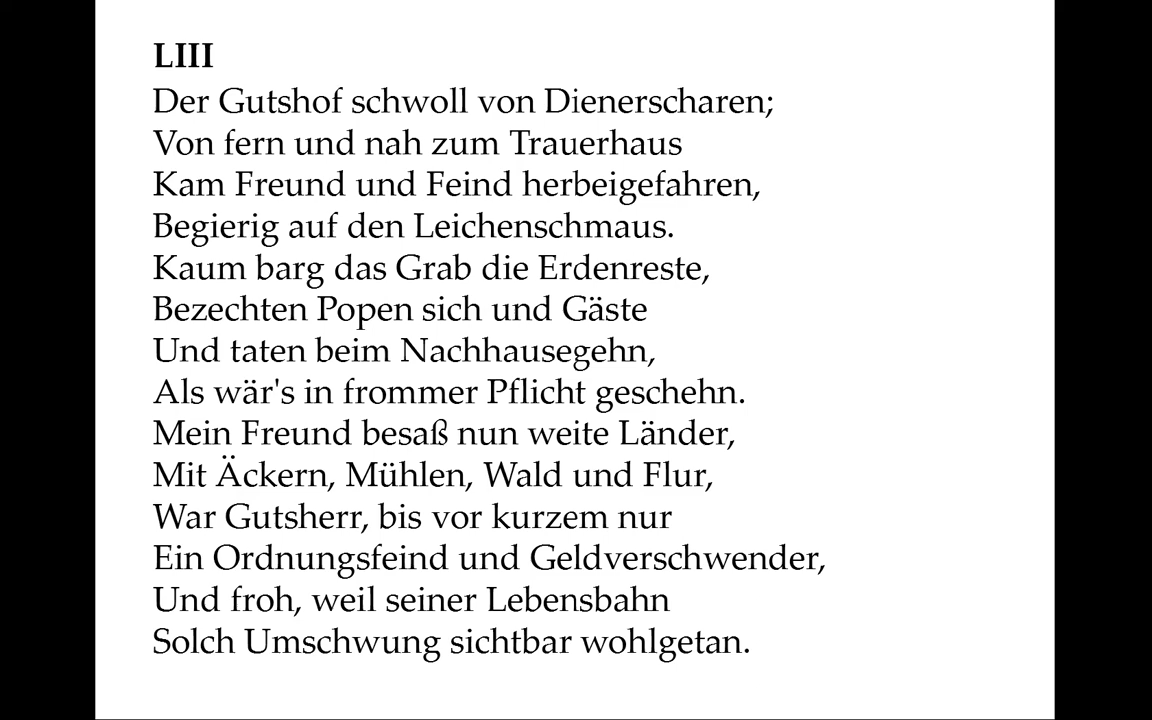 LIII
Der Gutshof schwoll von Dienerscharen;
Von fern und nah zum Trauerhaus
Kam Freund und Feind herbeigefahren,
Begierig auf den Leichenschmaus.
Kaum barg das Grab die Erdenreste,
Bezechten Popen sich und Gäste
Und taten beim Nachhausegehn,
Als wär's in frommer Pflicht geschehn.
Mein Freund besaß nun weite Länder,
Mit Äckern, Mühlen, Wald und Flur,
War Gutsherr, bis vor kurzem nur
Ein Ordnungsfeind und Geldverschwender,
Und froh, weil seiner Lebensbahn
Solch Umschwung sichtbar wohlgetan.